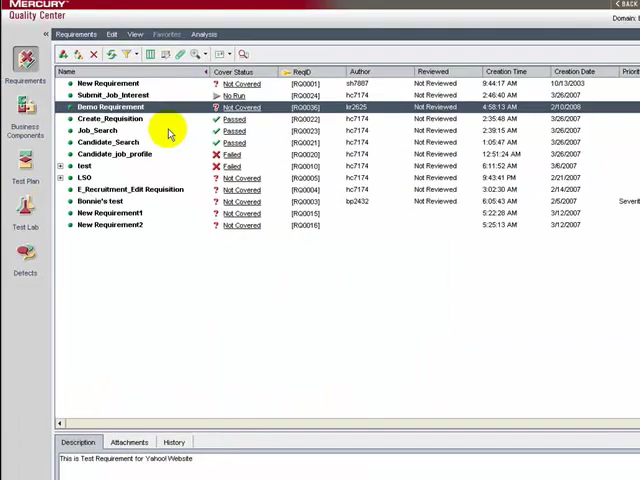 MERCURY
BACK
Quality Center
Domain:
Requirements Edit View Favorites Analysis
Name Cover Status ReqID Author Reviewed Creation Time Creation Date Priorit
New Requirement Not Covered [RQ0001] sh7887 Not Reviewed 9:44:17 AM 10/13/2003
Submit_Job_Interest No Run [RQ0024] hc7174 Not Reviewed 2:46:40 AM 3/26/2007
Demo Requirement Not Covered [RQ0036] kr2625 Not Reviewed 4:58:13 AM 2/10/2008
Create_Requisition Passed [RQ0022] hc7174 Not Reviewed 2:35:48 AM 3/26/2007
Job_Search Passed [RQ0023] hc7174 Not Reviewed 2:39:15 AM 3/26/2007
Candidate_Search Passed [RQ0021] hc7174 Not Reviewed 1:05:47 AM 3/26/2007
Candidate_job_profile Failed [RQ0020] hc7174 Not Reviewed 12:51:24 AM 3/26/2007
test Failed [RQ0010] hc7174 Not Reviewed 6:11:52 AM 3/6/2007
LSO Not Covered [RQ0005] hc7174 Not Reviewed 9:43:41 PM 2/21/2007
E_Recruitment_Edit Requisition Not Covered [RQ0004] hc7174 Not Reviewed 3:02:30 AM 2/14/2007
Bonnie's test Not Covered [RQ0003] bp2432 Not Reviewed 6:05:43 AM 2/5/2007 Severit
New Requirement1 Not Covered [RQ0015] 5:22:28 AM 3/12/2007
New Requirement2 Not Covered [RQ0016] 5:25:13 AM 3/12/2007
Requirements
Business
Components
Test Plan
Test Lab
Defects
Description Attachments History
This is Test Requirement for Yahoo! Website